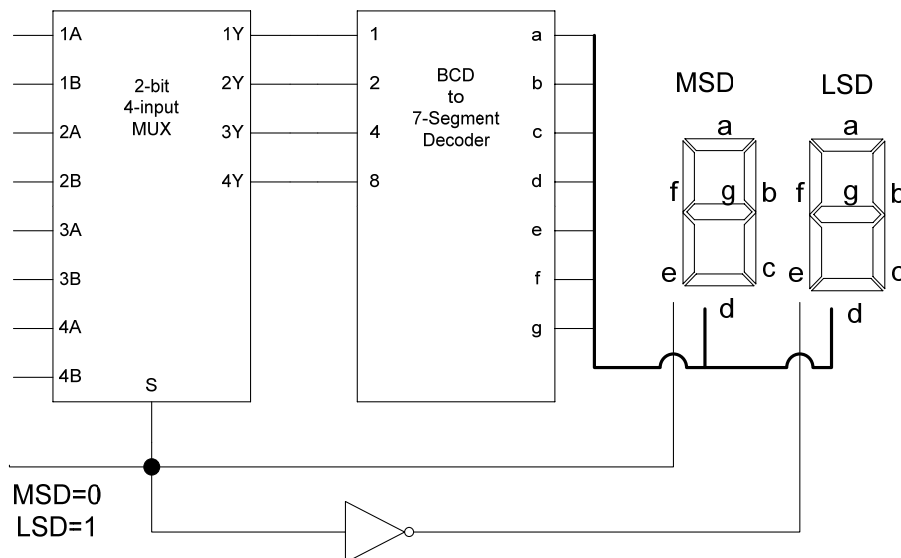 1A
1B
2A
2B
3A
3B
4A
4B
2-bit
4-input
MUX
1Y
2Y
3Y
4Y
S
1
2
4
8
BCD
to
7-Segment
Decoder
a
b
c
d
e
f
g
MSD
a
f
g
b
e
c
d
LSD
a
f
g
b
e
c
d
MSD=0
LSD=1